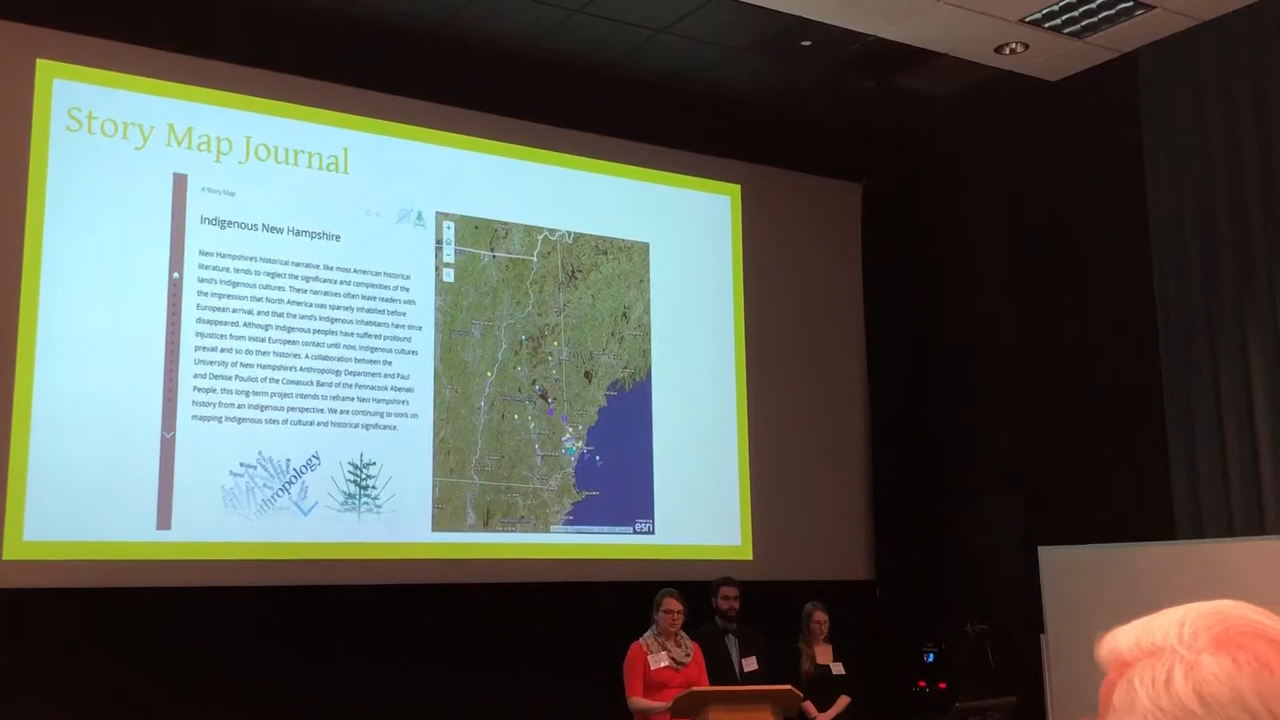 Story Map Journal
A Story Map
Indigenous New Hampshire
New Hampshire's historical narrative, like most American historical
literature, tends to neglect the significance and complexities of the
land's Indigenous cultures. These narratives often leave readers with
the impression that North America was sparsely inhabited before
European arrival, and that the land's Indigenous inhabitants have since
disappeared. Although Indigenous peoples have suffered profound
injustices from initial European contact until now, Indigenous cultures
prevail and so do their histories. A collaboration between the
University of New Hampshire's Anthropology Department and Paul
and Denise Pouliot of the Cowasuck Band of the Pennacook Abenaki
People, this long-term project intends to reframe New Hampshire's
history from an Indigenous perspective. We are continuing to work on
mapping Indigenous sites of cultural and historical significance.
Writing
Travel
nthropology
esri